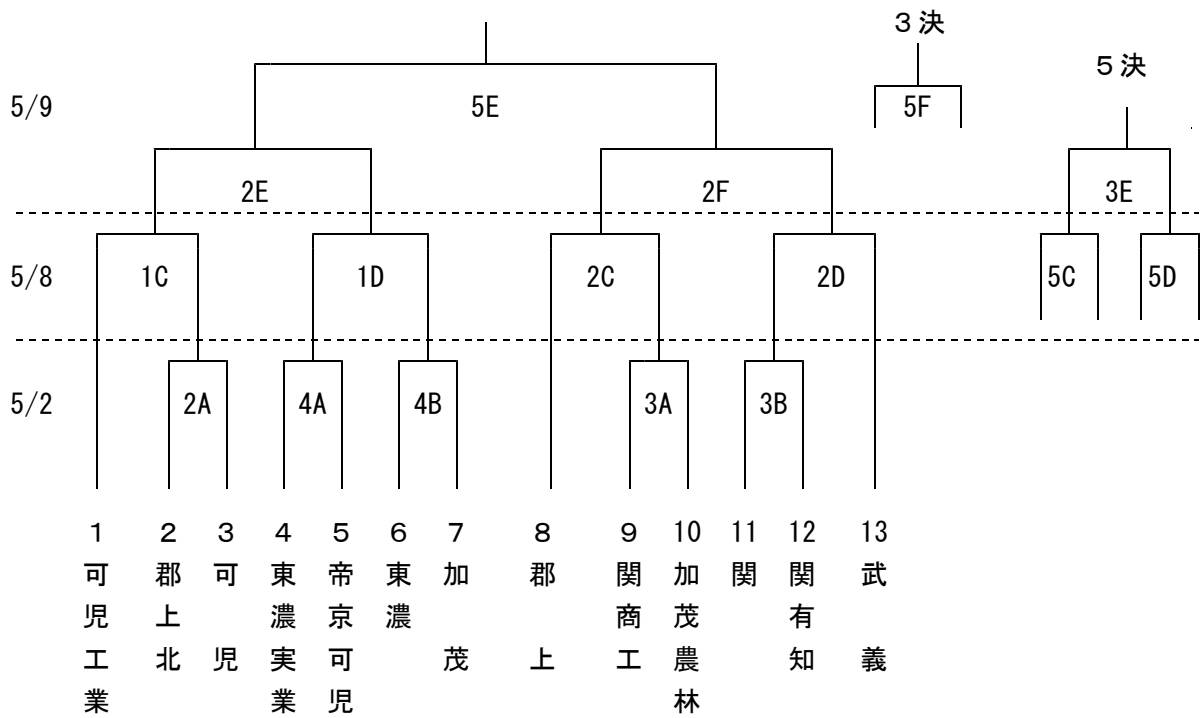 3決
5決
5/9
5E
5F
2E
2F
3E
5/8
1C
1D
2C
2D
5C
5D
5/2
2A
4A
4B
3A
3B
1 2 3 4 5 6 7 8 9 10 11 12 13
可児工業
郡上北
可児
東濃実業
帝京可児
東濃
加茂
郡上
関商工
加茂農林
関
関有知
武義